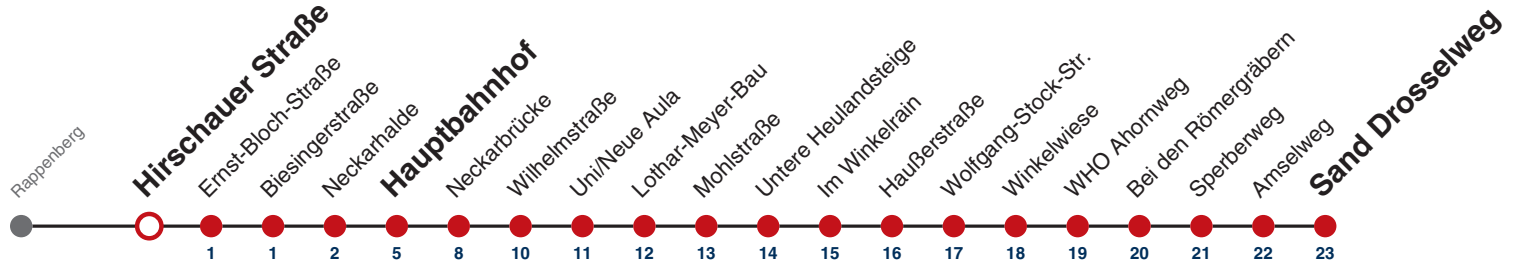 Rappenberg
Hirschauer Straße
Ernst-Bloch-Straße
Biesingerstraße
Neckarhalde
Hauptbahnhof
Neckarbrücke
Wilhelmstraße
Uni/Neue Aula
Lothar-Meyer-Bau
Mohlstraße
Untere Heulandsteige
Im Winkelrain
Haußerstraße
Wolfgang-Stock-Str.
Winkelwiese
WHO Ahornweg
Bei den Römergräbern
Sperberweg
Amselweg
Sand Drosselweg
1 1 2 5 8 10 11 12 13 14 15 16 17 18 19 20 21 22 23